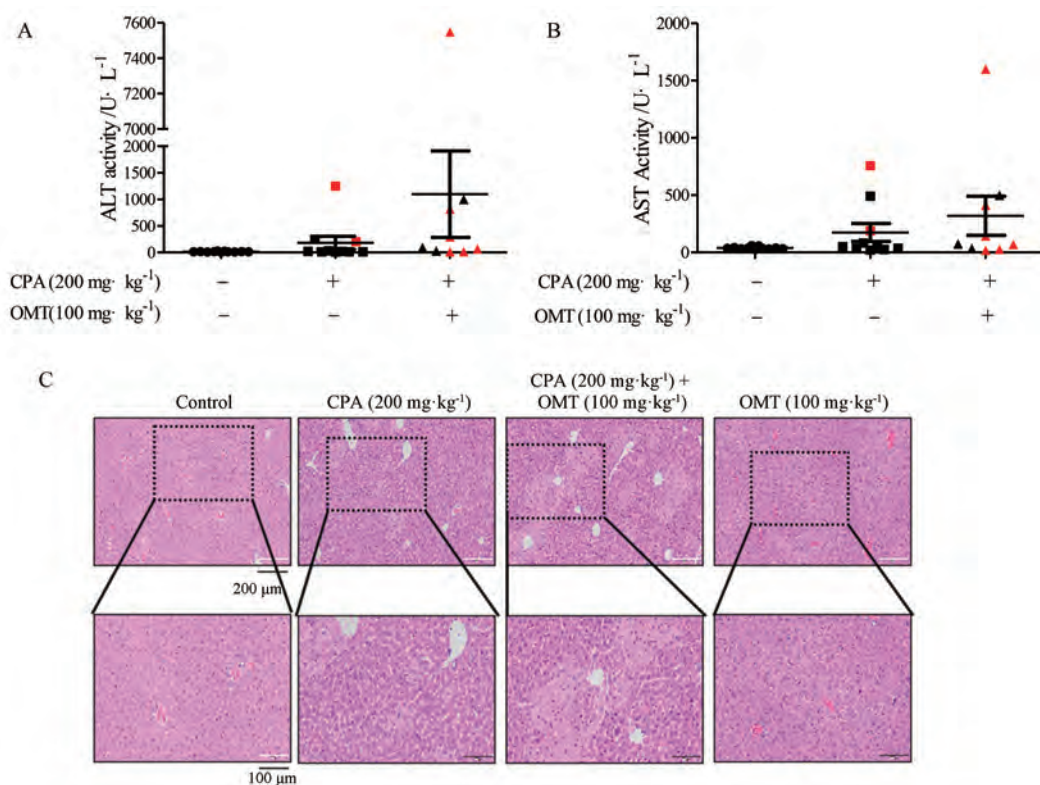 A
ALT activity /U· L⁻¹
7600
7400
7200
7000
2000
1500
1000
500
0
CPA (200 mg· kg⁻¹) – + +
OMT(100 mg· kg⁻¹) – – +
B
AST Activity /U· L⁻¹
2000
1500
1000
500
0
CPA (200 mg· kg⁻¹) – + +
OMT (100 mg· kg⁻¹) – – +
C
Control
CPA (200 mg·kg⁻¹)
CPA (200 mg·kg⁻¹) +
OMT (100 mg·kg⁻¹)
OMT (100 mg·kg⁻¹)
200 μm
100 μm